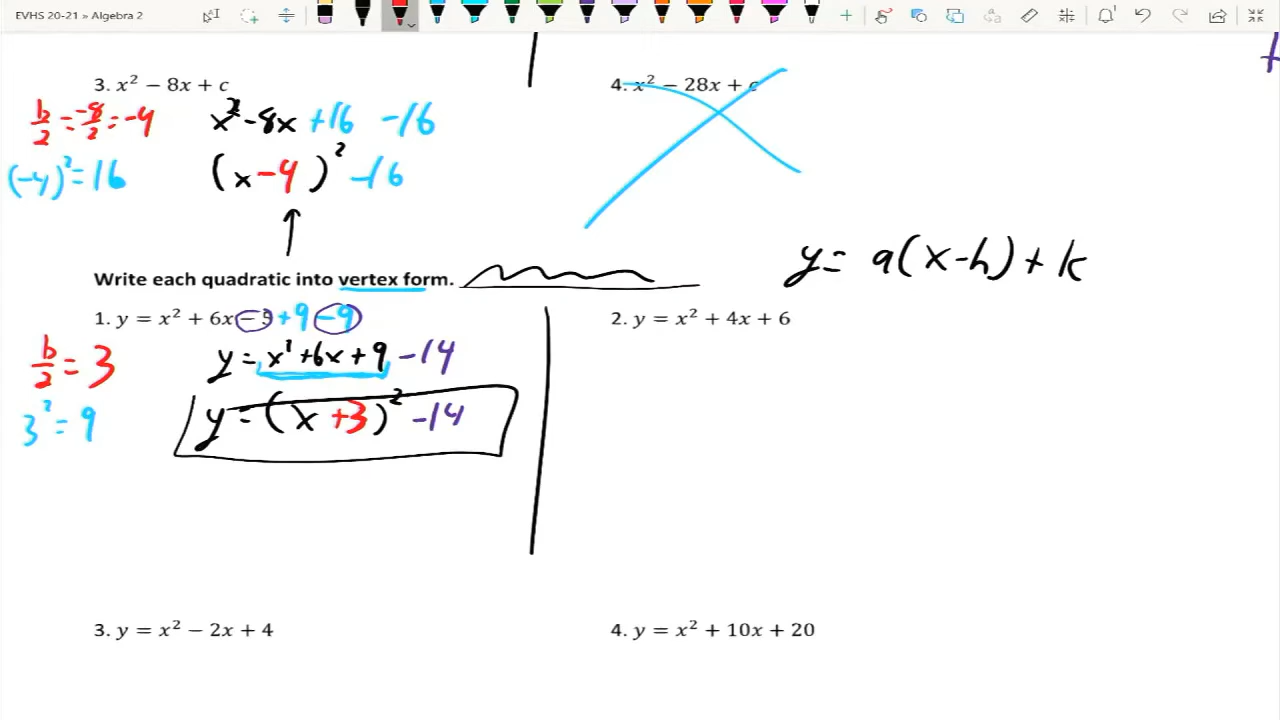 EVHS 20-21 » Algebra 2
3. x² − 8x + c
b/2 = -8/2 = -4
x² -8x +16 -16
(-4)² = 16
(x -4)² -16
4. x² − 28x + c
Write each quadratic into vertex form.
y = a(x-h) + k
1. y = x² + 6x − 5 +9 -9
b/2 = 3
y = x² +6x + 9 -14
3² = 9
y = (x +3)² -14
2. y = x² + 4x + 6
3. y = x² − 2x + 4
4. y = x² + 10x + 20